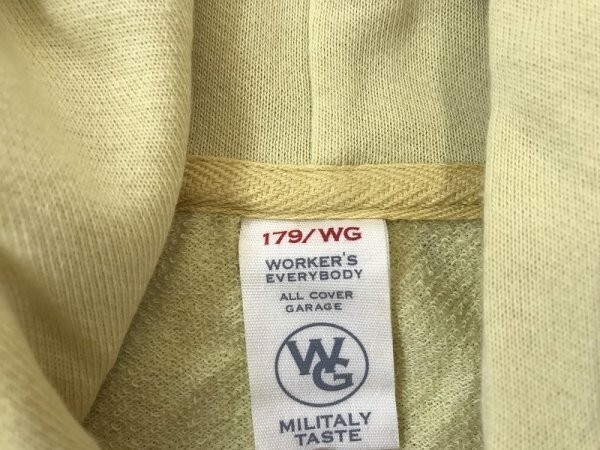 179/WG
WORKER'S
EVERYBODY
ALL COVER
GARAGE
WG
MILITALY
TASTE